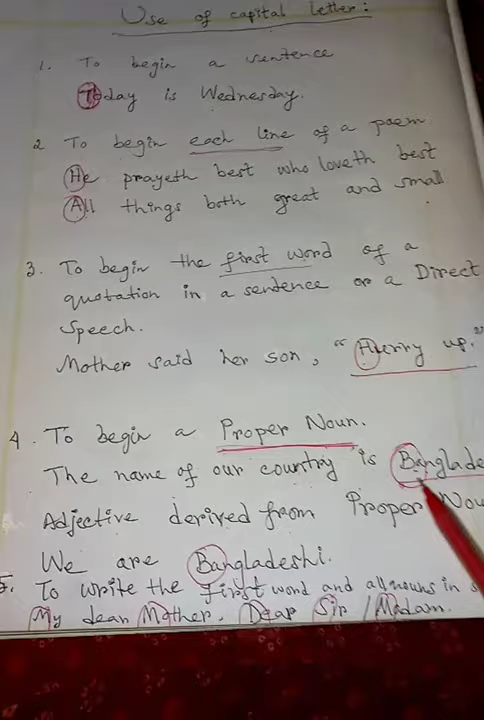 Use of capital letter:
1. To begin a sentence
Today is Wednesday.
2 To begin each line of a poem.
He prayeth best who loveth best
All things both great and small
3. To begin the first word of a
quotation in a sentence or a Direct
Speech.
Mother said her son, "Hurry up."
4. To begin a Proper Noun.
The name of our country is Banglade
Adjective derived from Proper Nou
We are Bangladeshi.
5. To write the first word and all nouns in s
My dear Mother. Dear Sir / Madam.